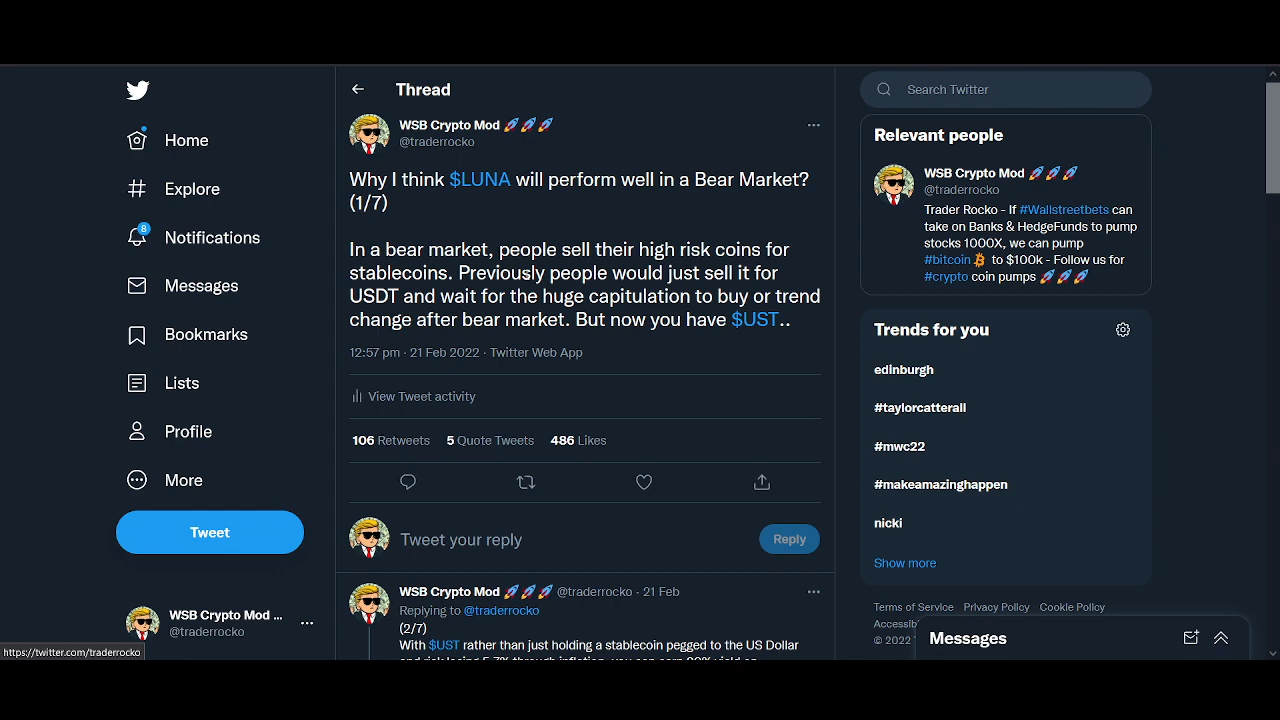 Thread
Search Twitter
Home
Explore
8
Notifications
Messages
Bookmarks
Lists
Profile
More
Tweet
WSB Crypto Mod ...
@traderrocko
https://twitter.com/traderrocko
WSB Crypto Mod 🚀🚀🚀
@traderrocko
Why I think $LUNA will perform well in a Bear Market?
(1/7)
In a bear market, people sell their high risk coins for
stablecoins. Previously people would just sell it for
USDT and wait for the huge capitulation to buy or trend
change after bear market. But now you have $UST..
12:57 pm · 21 Feb 2022 · Twitter Web App
View Tweet activity
106 Retweets 5 Quote Tweets 486 Likes
Tweet your reply
Reply
WSB Crypto Mod 🚀🚀🚀 @traderrocko · 21 Feb
Replying to @traderrocko
(2/7)
With $UST rather than just holding a stablecoin pegged to the US Dollar
Relevant people
WSB Crypto Mod 🚀🚀🚀
@traderrocko
Trader Rocko - If #Wallstreetbets can
take on Banks & HedgeFunds to pump
stocks 1000X, we can pump
#bitcoin to $100k - Follow us for
#crypto coin pumps 🚀🚀🚀
Trends for you
edinburgh
#taylorcatterall
#mwc22
#makeamazinghappen
nicki
Show more
Terms of Service Privacy Policy Cookie Policy
© 2022
Messages